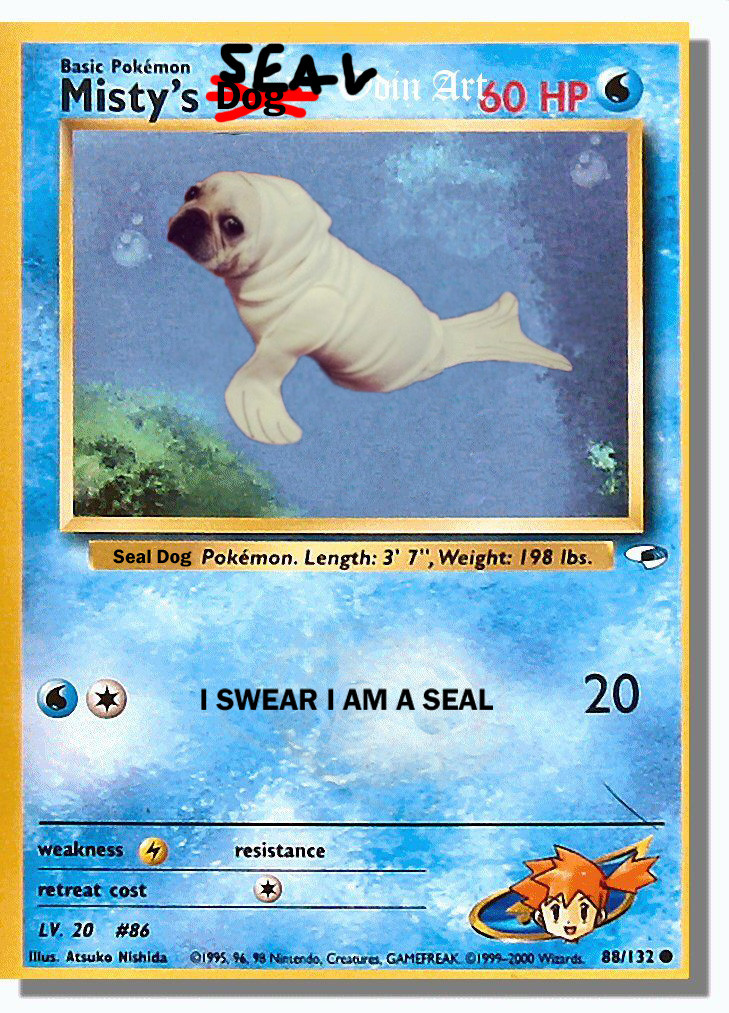 Basic Pokémon
SEAL
Misty's Dog
oin Art
60 HP
Seal Dog Pokémon. Length: 3' 7", Weight: 198 lbs.
I SWEAR I AM A SEAL 20
weakness resistance
retreat cost
LV. 20 #86
Illus. Atsuko Nishida ©1995, 96, 98 Nintendo, Creatures, GAMEFREAK. ©1999-2000 Wizards. 88/132